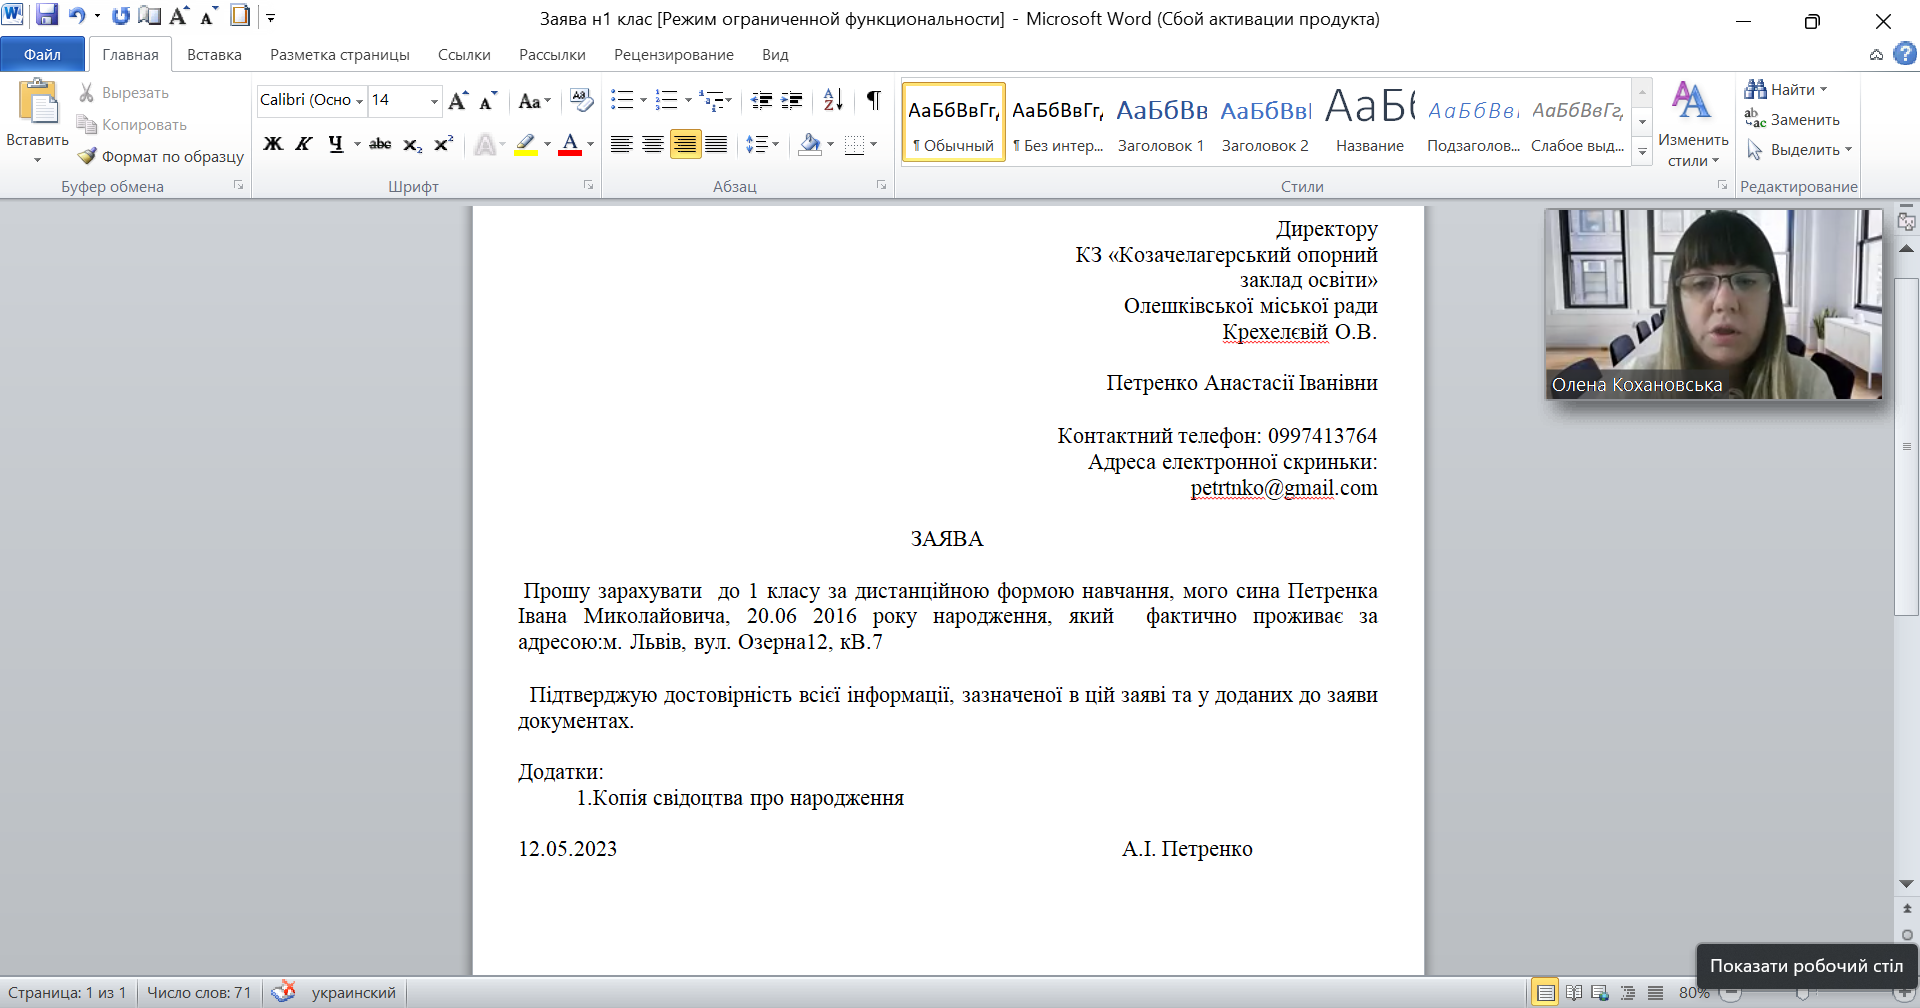 Заява н1 клас [Режим ограниченной функциональности] - Microsoft Word (Сбой активации продукта)
Файл Главная Вставка Разметка страницы Ссылки Рассылки Рецензирование Вид
Вставить
Вырезать
Копировать
Формат по образцу
Буфер обмена
Calibri (Осно 14
Ж К Ч abc x₂ x²
Шрифт
Абзац
АаБбВвГг, АаБбВвГг, АаБбВв АаБбВвІ АаБб АаБбВвІ АаБбВвГг,
¶ Обычный ¶ Без интер... Заголовок 1 Заголовок 2 Название Подзаголов... Слабое выд...
Стили
Изменить
стили
Найти
Заменить
Выделить
Редактирование
Директору
КЗ «Козачелагерський опорний
заклад освіти»
Олешківської міської ради
Крехелєвій О.В.
Петренко Анастасії Іванівни
Контактний телефон: 0997413764
Адреса електронної скриньки:
petrtnko@gmail.com
ЗАЯВА
Прошу зарахувати до 1 класу за дистанційною формою навчання, мого сина Петренка
Івана Миколайовича, 20.06 2016 року народження, який фактично проживає за
адресою:м. Львів, вул. Озерна12, кВ.7
Підтверджую достовірність всієї інформації, зазначеної в цій заяві та у доданих до заяви
документах.
Додатки:
1.Копія свідоцтва про народження
12.05.2023 А.І. Петренко
Олена Кохановська
Показати робочий стіл
Страница: 1 из 1 Число слов: 71 украинский 80%